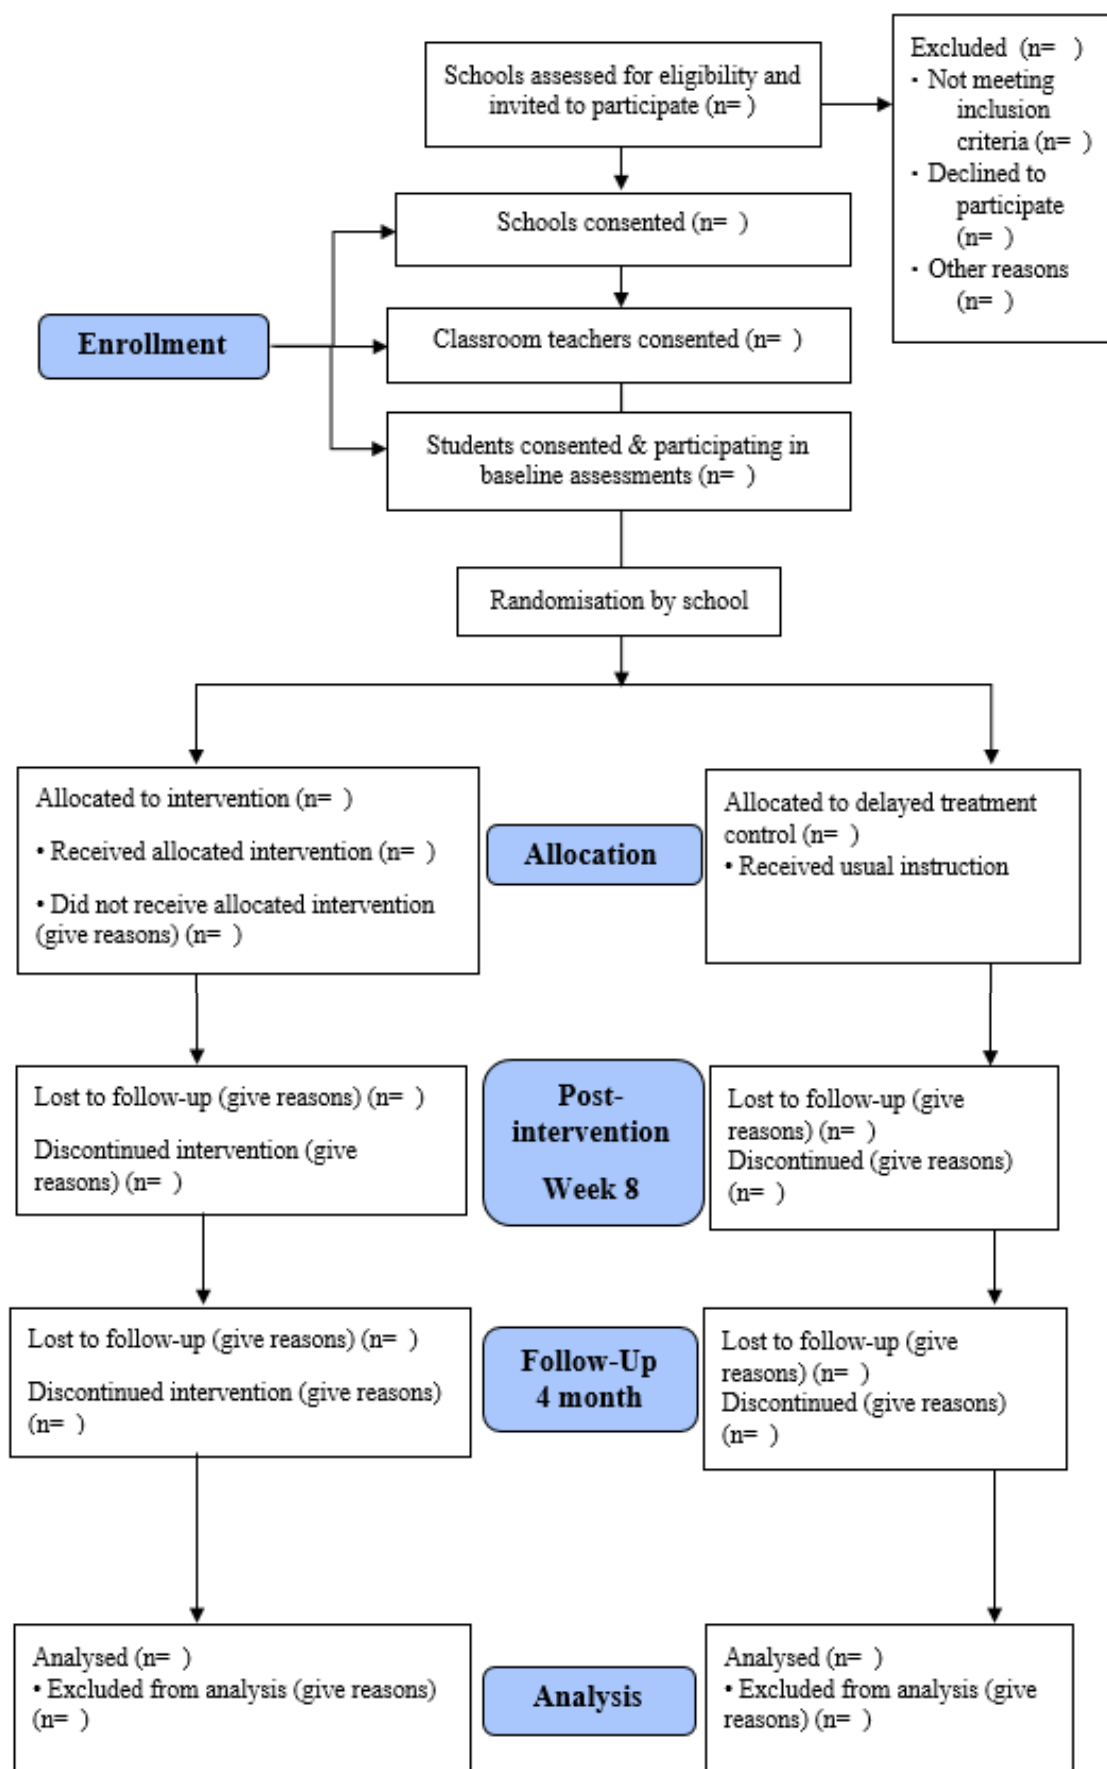 Schools assessed for eligibility and
invited to participate (n= )
Excluded (n=  )
· Not meeting
inclusion
criteria (n=  )
· Declined to
participate
(n=  )
· Other reasons
(n=  )
Schools consented (n=  )
Enrollment
Classroom teachers consented (n=  )
Students consented & participating in
baseline assessments (n=  )
Randomisation by school
Allocated to intervention (n=  )
• Received allocated intervention (n=  )
• Did not receive allocated intervention
(give reasons) (n=  )
Allocation
Allocated to delayed treatment
control (n=  )
• Received usual instruction
Lost to follow-up (give reasons) (n=  )
Discontinued intervention (give
reasons) (n=  )
Post-
intervention
Week 8
Lost to follow-up (give
reasons) (n=  )
Discontinued (give reasons)
(n=  )
Lost to follow-up (give reasons) (n=  )
Discontinued intervention (give reasons)
(n=  )
Follow-Up
4 month
Lost to follow-up (give
reasons) (n=  )
Discontinued (give reasons)
(n=  )
Analysed (n=  )
• Excluded from analysis (give reasons)
(n=  )
Analysis
Analysed (n=  )
• Excluded from analysis (give
reasons) (n=  )